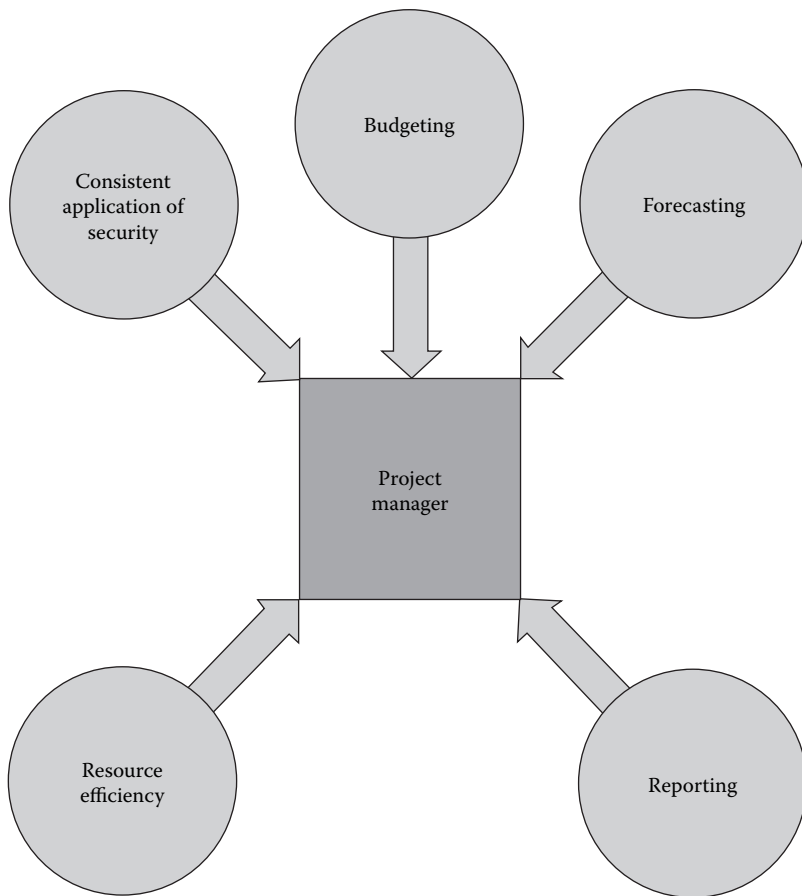 Budgeting
Consistent
application of
security
Forecasting
Project
manager
Resource
efficiency
Reporting